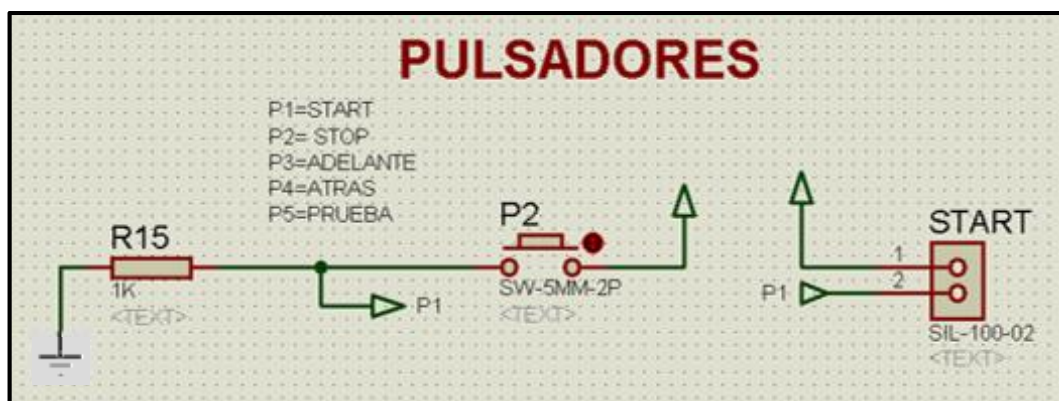 PULSADORES
P1=START
P2= STOP
P3=ADELANTE
P4=ATRAS
P5=PRUEBA
R15
1K
<TEXT>
P1
P2
SW-5MM-2P
<TEXT>
START
1
2
P1
SIL-100-02
<TEXT>